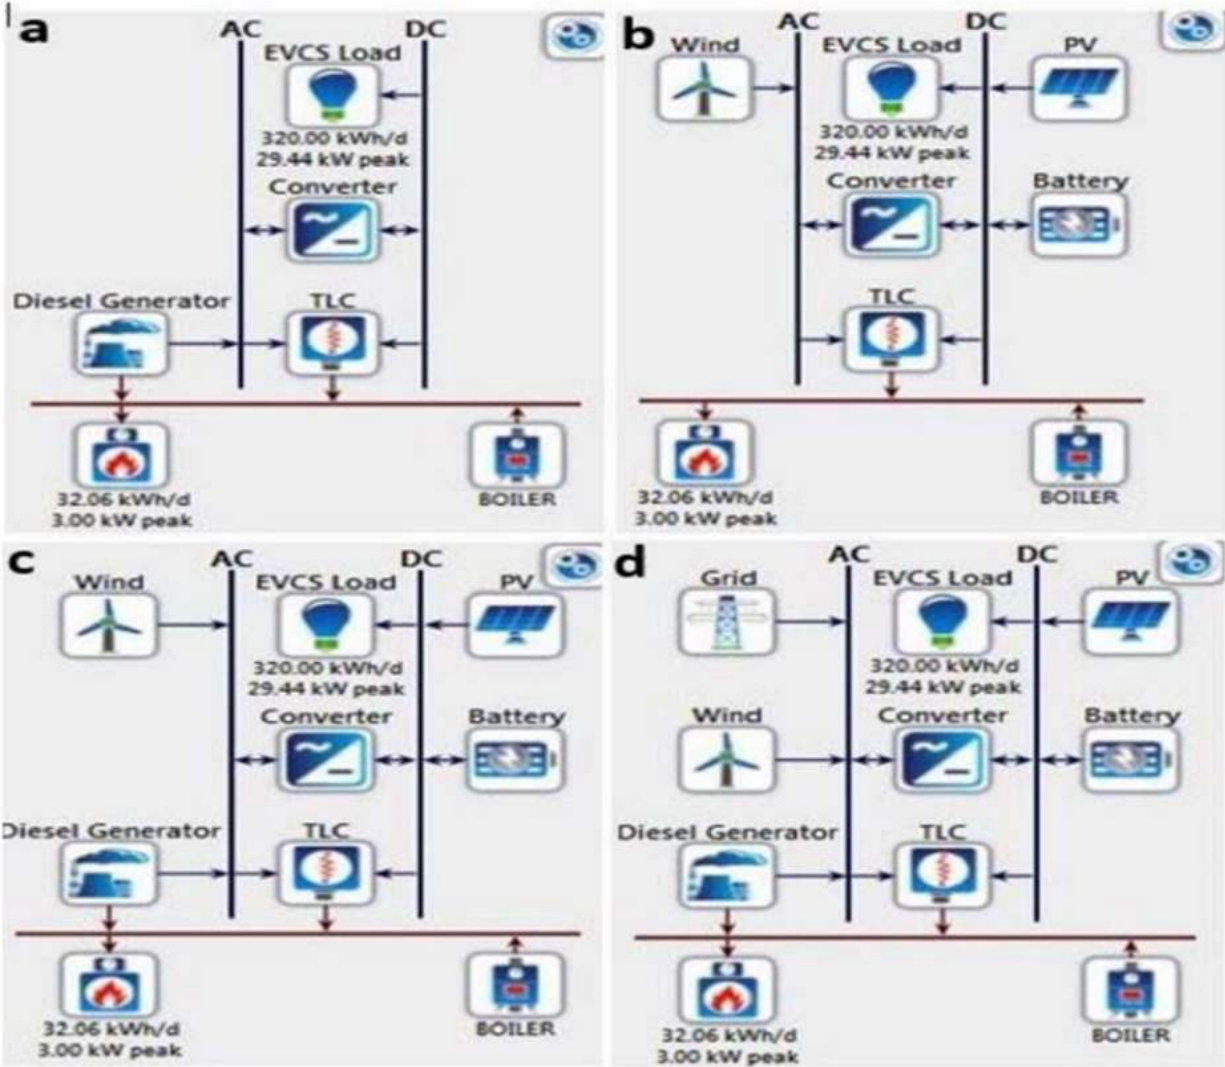 a
AC
DC
EVCS Load
320.00 kWh/d
29.44 kW peak
Converter
Diesel Generator
TLC
32.06 kWh/d
3.00 kW peak
BOILER
b
Wind
AC
EVCS Load
DC
PV
320.00 kWh/d
29.44 kW peak
Converter
Battery
TLC
32.06 kWh/d
3.00 kW peak
BOILER
c
Wind
AC
EVCS Load
DC
PV
320.00 kWh/d
29.44 kW peak
Converter
Battery
Diesel Generator
TLC
32.06 kWh/d
3.00 kW peak
BOILER
d
Grid
AC
EVCS Load
DC
PV
320.00 kWh/d
29.44 kW peak
Wind
Converter
Battery
Diesel Generator
TLC
32.06 kWh/d
3.00 kW peak
BOILER